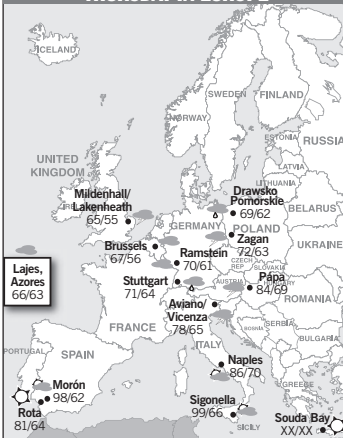 ICELAND
SWEDEN
FINLAND
NORWAY
ESTONIA
RUSSIA
LATVIA
LITHUANIA
UNITED
KINGDOM
Mildenhall/
Lakenheath
65/55
Drawsko
Pomorskie
69/62
BELARUS
GERMANY
POLAND
Zagan
72/63
Brussels
67/56
Ramstein
70/61
UKRAINE
CZECH
REP
SLOVAKIA
Lajes,
Azores
66/63
Stuttgart
71/64
AUSTRIA
Pápa
84/69
HUNGARY
Aviano/
Vicenza
78/65
ROMANIA
FRANCE
BOSNIA
SERBIA
BULGARIA
ITALY
PORTUGAL
SPAIN
Naples
86/70
Morón
98/62
GREECE
Rota
81/64
Sigonella
99/66
SICILY
Souda Bay
XX/XX